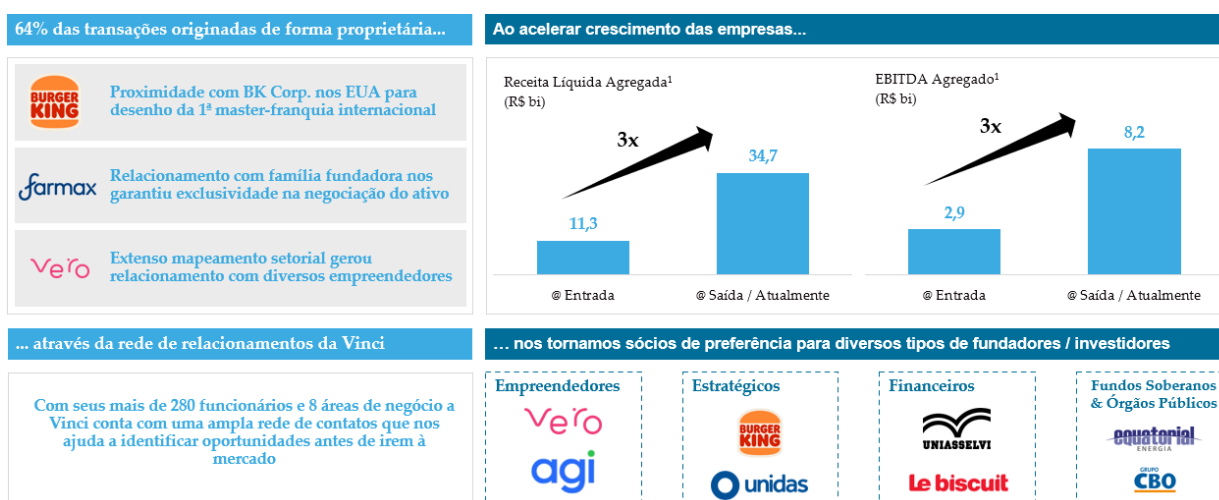 64% das transações originadas de forma proprietária...
BURGER
KING
Proximidade com BK Corp. nos EUA para
desenho da 1ª master-franquia internacional
farmax
Relacionamento com família fundadora nos
garantiu exclusividade na negociação do ativo
vero
Extenso mapeamento setorial gerou
relacionamento com diversos empreendedores
Ao acelerar crescimento das empresas...
Receita Líquida Agregada¹
(R$ bi)
3x
34,7
11,3
@ Entrada
@ Saída / Atualmente
EBITDA Agregado¹
(R$ bi)
3x
8,2
2,9
@ Entrada
@ Saída / Atualmente
... através da rede de relacionamentos da Vinci
Com seus mais de 280 funcionários e 8 áreas de negócio a
Vinci conta com uma ampla rede de contatos que nos
ajuda a identificar oportunidades antes de irem à
mercado
… nos tornamos sócios de preferência para diversos tipos de fundadores / investidores
Empreendedores
vero
agi
Estratégicos
BURGER
KING
unidas
Financeiros
UNIASSELVI
Le biscuit
Fundos Soberanos
& Órgãos Públicos
equatorial
ENERGIA
GRUPO
CBO